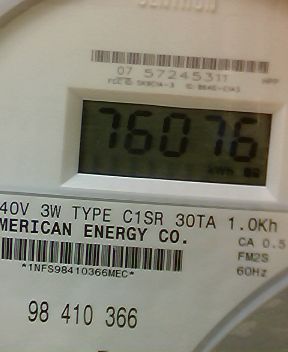 07 57245311
76076
kWh
40V 3W TYPE C1SR 30TA 1.0Kh
MERICAN ENERGY CO.
CA 0.5
*1NFS98410366MEC*
FM2S
60Hz
98 410 366